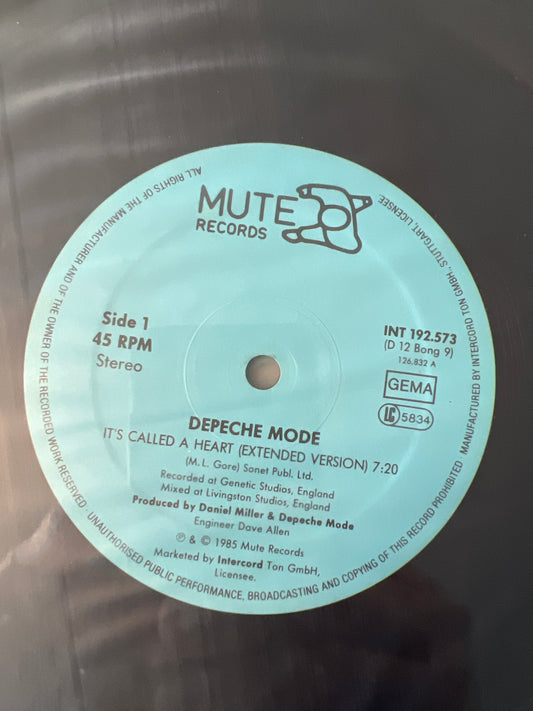 MUTE
RECORDS
Side 1
45 RPM
Stereo
INT 192.573
(D 12 Bong 9)
126.832 A
GEMA
LC 5834
DEPECHE MODE
IT'S CALLED A HEART (EXTENDED VERSION) 7:20
(M. L. Gore) Sonet Publ. Ltd.
Recorded at Genetic Studios, England
Mixed at Livingston Studios, England
Produced by Daniel Miller & Depeche Mode
Engineer Dave Allen
℗ & © 1985 Mute Records
Marketed by Intercord Ton GmbH,
Licensee.
ALL RIGHTS OF THE MANUFACTURER AND OF THE OWNER OF THE RECORDED WORK RESERVED · UNAUTHORISED PUBLIC PERFORMANCE, BROADCASTING AND COPYING OF THIS RECORD PROHIBITED · MANUFACTURED BY INTERCORD TON GMBH., STUTTGART, LICENSEE